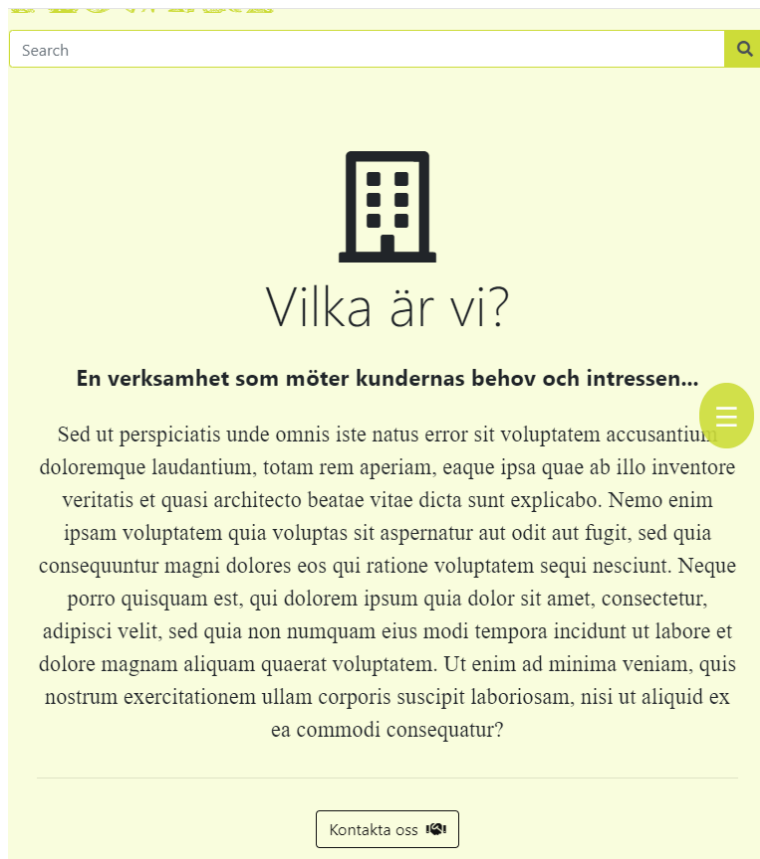 Search
Vilka är vi?
En verksamhet som möter kundernas behov och intressen...
Sed ut perspiciatis unde omnis iste natus error sit voluptatem accusantium
doloremque laudantium, totam rem aperiam, eaque ipsa quae ab illo inventore
veritatis et quasi architecto beatae vitae dicta sunt explicabo. Nemo enim
ipsam voluptatem quia voluptas sit aspernatur aut odit aut fugit, sed quia
consequuntur magni dolores eos qui ratione voluptatem sequi nesciunt. Neque
porro quisquam est, qui dolorem ipsum quia dolor sit amet, consectetur,
adipisci velit, sed quia non numquam eius modi tempora incidunt ut labore et
dolore magnam aliquam quaerat voluptatem. Ut enim ad minima veniam, quis
nostrum exercitationem ullam corporis suscipit laboriosam, nisi ut aliquid ex
ea commodi consequatur?
Kontakta oss